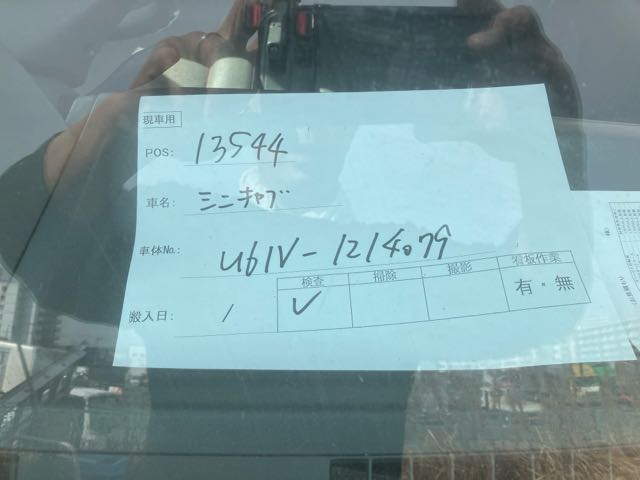 現車用
POS: 13544
車名: ミニキャブ
車体No.: U61V-1214079
検査 掃除 撮影 看板作業
搬入日: / ✓ 有・無